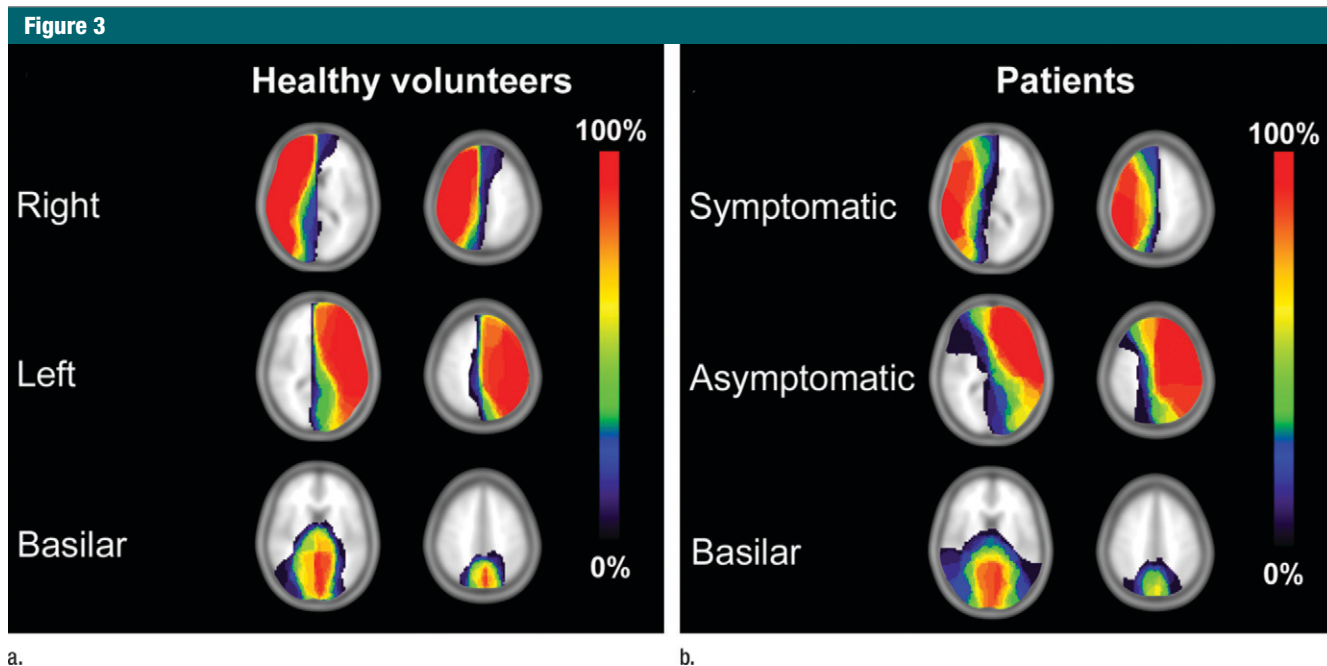 Figure 3
Healthy volunteers
100%
Right
Left
Basilar
0%
a.
Patients
100%
Symptomatic
Asymptomatic
Basilar
0%
b.